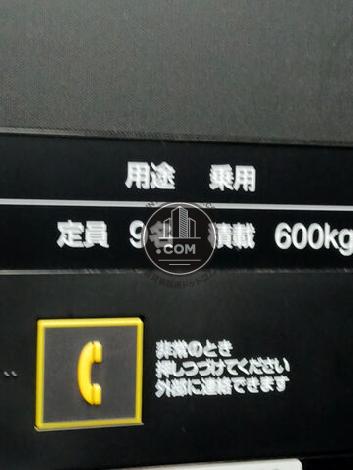 用途 乗用
定員 9名 積載 600kg
.COM
非常のとき
押しつづけてください
外部に連絡できます